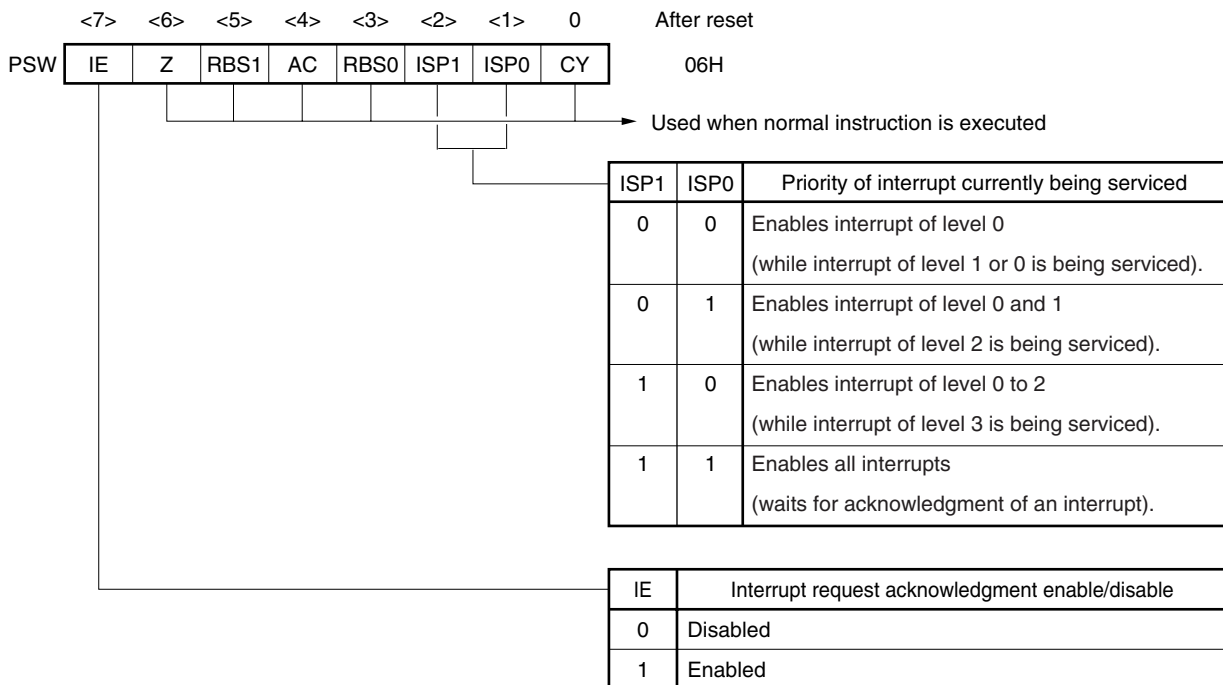 <7> <6> <5> <4> <3> <2> <1> 0 After reset
PSW IE Z RBS1 AC RBS0 ISP1 ISP0 CY 06H
Used when normal instruction is executed
ISP1 ISP0 Priority of interrupt currently being serviced
0 0 Enables interrupt of level 0
(while interrupt of level 1 or 0 is being serviced).
0 1 Enables interrupt of level 0 and 1
(while interrupt of level 2 is being serviced).
1 0 Enables interrupt of level 0 to 2
(while interrupt of level 3 is being serviced).
1 1 Enables all interrupts
(waits for acknowledgment of an interrupt).
IE Interrupt request acknowledgment enable/disable
0 Disabled
1 Enabled